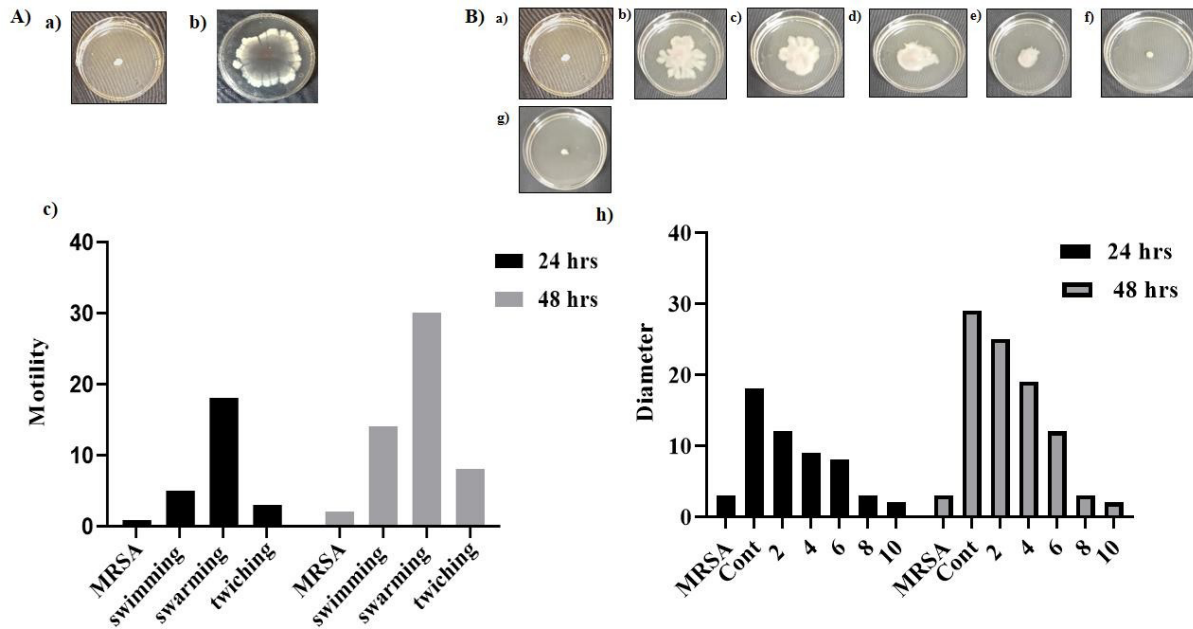 A)
a)
b)
B)
a)
b)
c)
d)
e)
f)
g)
c)
Motility
40
30
20
10
0
24 hrs
48 hrs
MRSA
swimming
swarming
twiching
MRSA
swimming
swarming
twiching
h)
Diameter
40
30
20
10
0
24 hrs
48 hrs
MRSA
Cont
2
4
6
8
10
MRSA
Cont
2
4
6
8
10